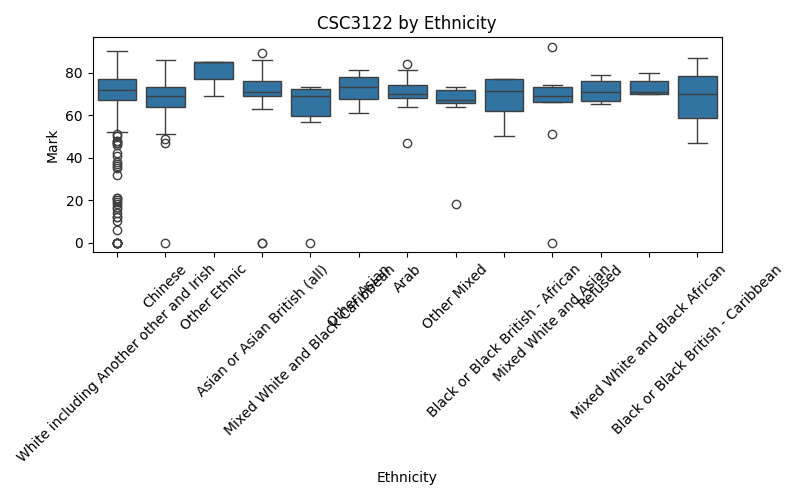 CSC3122 by Ethnicity
Mark
80
60
40
20
0
White including Another other and Irish
Chinese
Other Ethnic
Asian or Asian British (all)
Mixed White and Black Caribbean
Other Asian
Arab
Other Mixed
Black or Black British - African
Mixed White and Asian
Refused
Mixed White and Black African
Black or Black British - Caribbean
Ethnicity